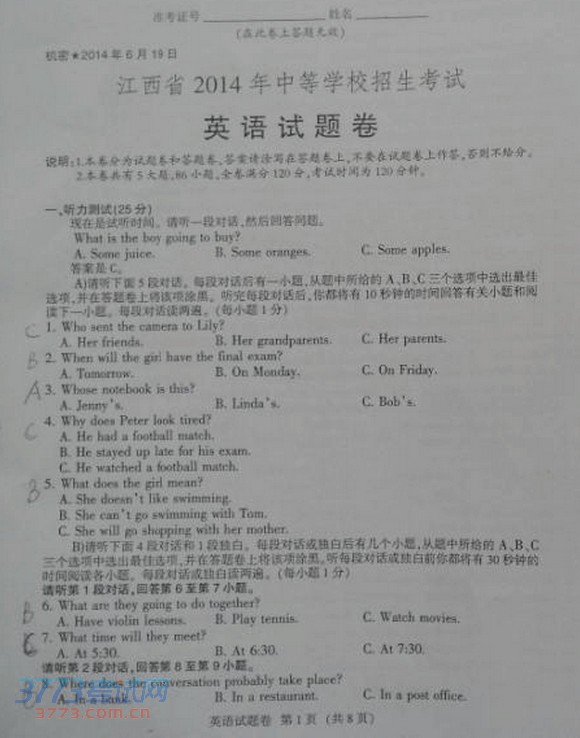 准考证号 姓名
(在此卷上答题无效)
机密★2014年6月19日
江西省2014年中等学校招生考试
英语试题卷
说明:1.本卷分为试题卷和答题卷,答案请涂写在答题卷上,不要在试题卷上作答,否则不给分。
2.本卷共有5大题,86小题,全卷满分120分,考试时间为120分钟。
一、听力测试(25分)
现在是试听时间。请听一段对话,然后回答问题。
What is the boy going to buy?
A. Some juice. B. Some oranges. C. Some apples.
答案是C。
A)请听下面5段对话。每段对话后有一小题,从题中所给的A、B、C三个选项中选出最佳
选项,并在答题卷上将该项涂黑。听完每段对话后,你都将有10秒钟的时间回答有关小题和阅
读下一小题。每段对话读两遍。(每小题1分)
C 1. Who sent the camera to Lily?
A. Her friends. B. Her grandparents. C. Her parents.
B 2. When will the girl have the final exam?
A. Tomorrow. B. On Monday. C. On Friday.
A 3. Whose notebook is this?
A. Jenny's. B. Linda's. C. Bob's.
C 4. Why does Peter look tired?
A. He had a football match.
B. He stayed up late for his exam.
C. He watched a football match.
B 5. What does the girl mean?
A. She doesn't like swimming.
B. She can't go swimming with Tom.
C. She will go shopping with her mother.
B)请听下面4段对话和1段独白。每段对话或独白后有几个小题,从题中所给的A、B、C
三个选项中选出最佳选项,并在答题卷上将该项涂黑。听每段对话或独白前你都将有30秒钟的
时间阅读各小题。每段对话或独白读两遍。(每小题1分)
请听第1段对话,回答第6至第7小题。
B 6. What are they going to do together?
A. Have violin lessons. B. Play tennis. C. Watch movies.
C 7. What time will they meet?
A. At 5:30. B. At 6:30. C. At 7:30.
请听第2段对话,回答第8至第9小题。
8. Where does the conversation probably take place?
A. In a bank. B. In a restaurant. C. In a post office.
3773考试网
3773.com.cn
英语试题卷 第1页 (共8页)